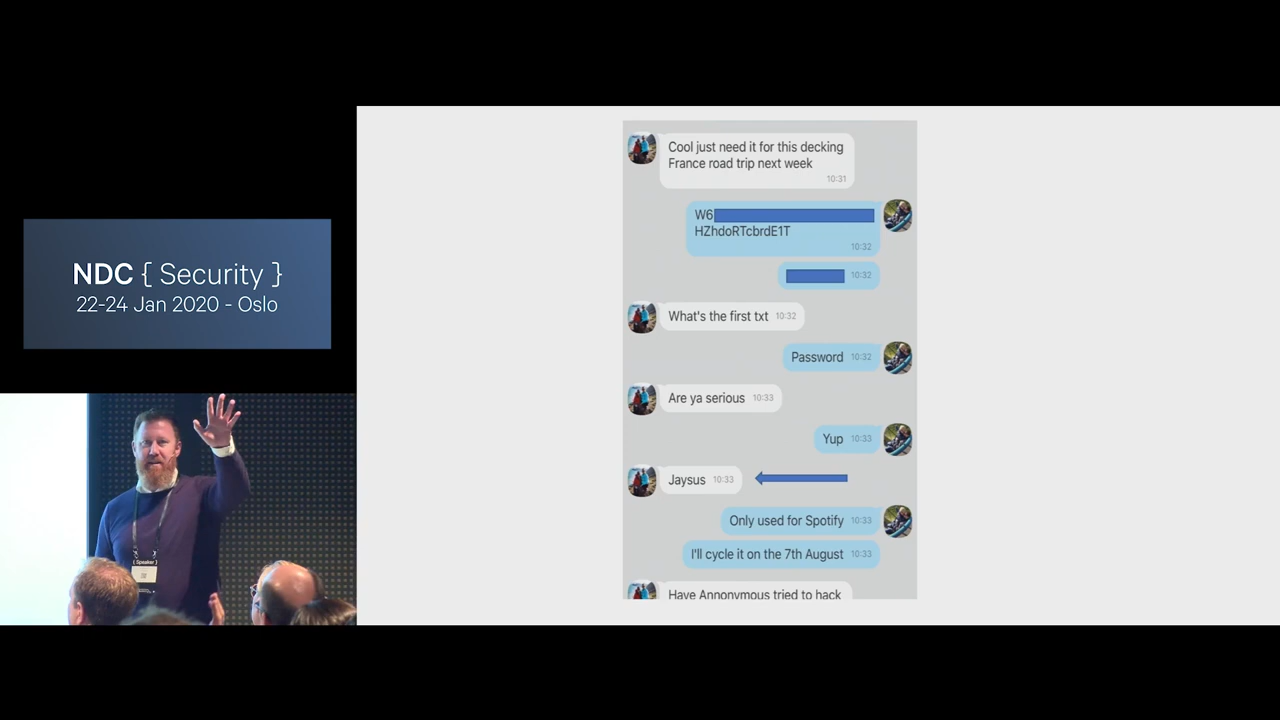 NDC { Security }
22-24 Jan 2020 - Oslo
{ Speaker }
Cool just need it for this decking
France road trip next week
10:31
W6
HZhdoRTcbrdE1T
10:32
10:32
What's the first txt 10:32
Password 10:32
Are ya serious 10:33
Yup 10:33
Jaysus 10:33
Only used for Spotify 10:33
I'll cycle it on the 7th August 10:33
Have Annonymous tried to hack